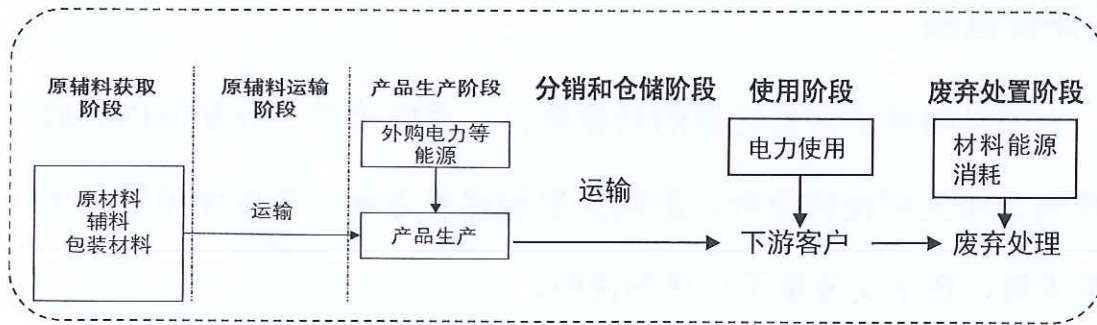 原辅料获取
阶段
原辅料运输
阶段
产品生产阶段
分销和仓储阶段
使用阶段
废弃处置阶段
外购电力等
能源
电力使用
材料能源
消耗
原材料
辅料
包装材料
运输
产品生产
运输
下游客户
废弃处理